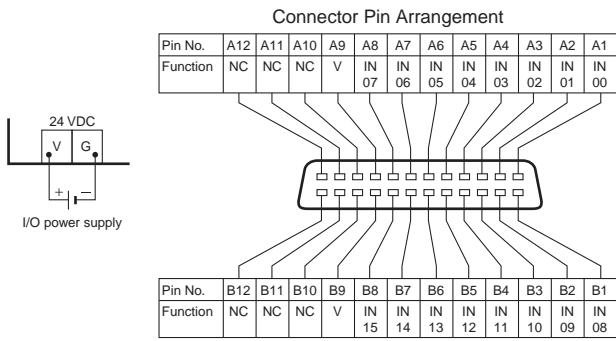 Connector Pin Arrangement
Pin No. A12 A11 A10 A9 A8 A7 A6 A5 A4 A3 A2 A1
Function NC NC NC V IN IN IN IN IN IN IN IN
07 06 05 04 03 02 01 00
24 VDC
V G
+ −
I/O power supply
Pin No. B12 B11 B10 B9 B8 B7 B6 B5 B4 B3 B2 B1
Function NC NC NC V IN IN IN IN IN IN IN IN
15 14 13 12 11 10 09 08